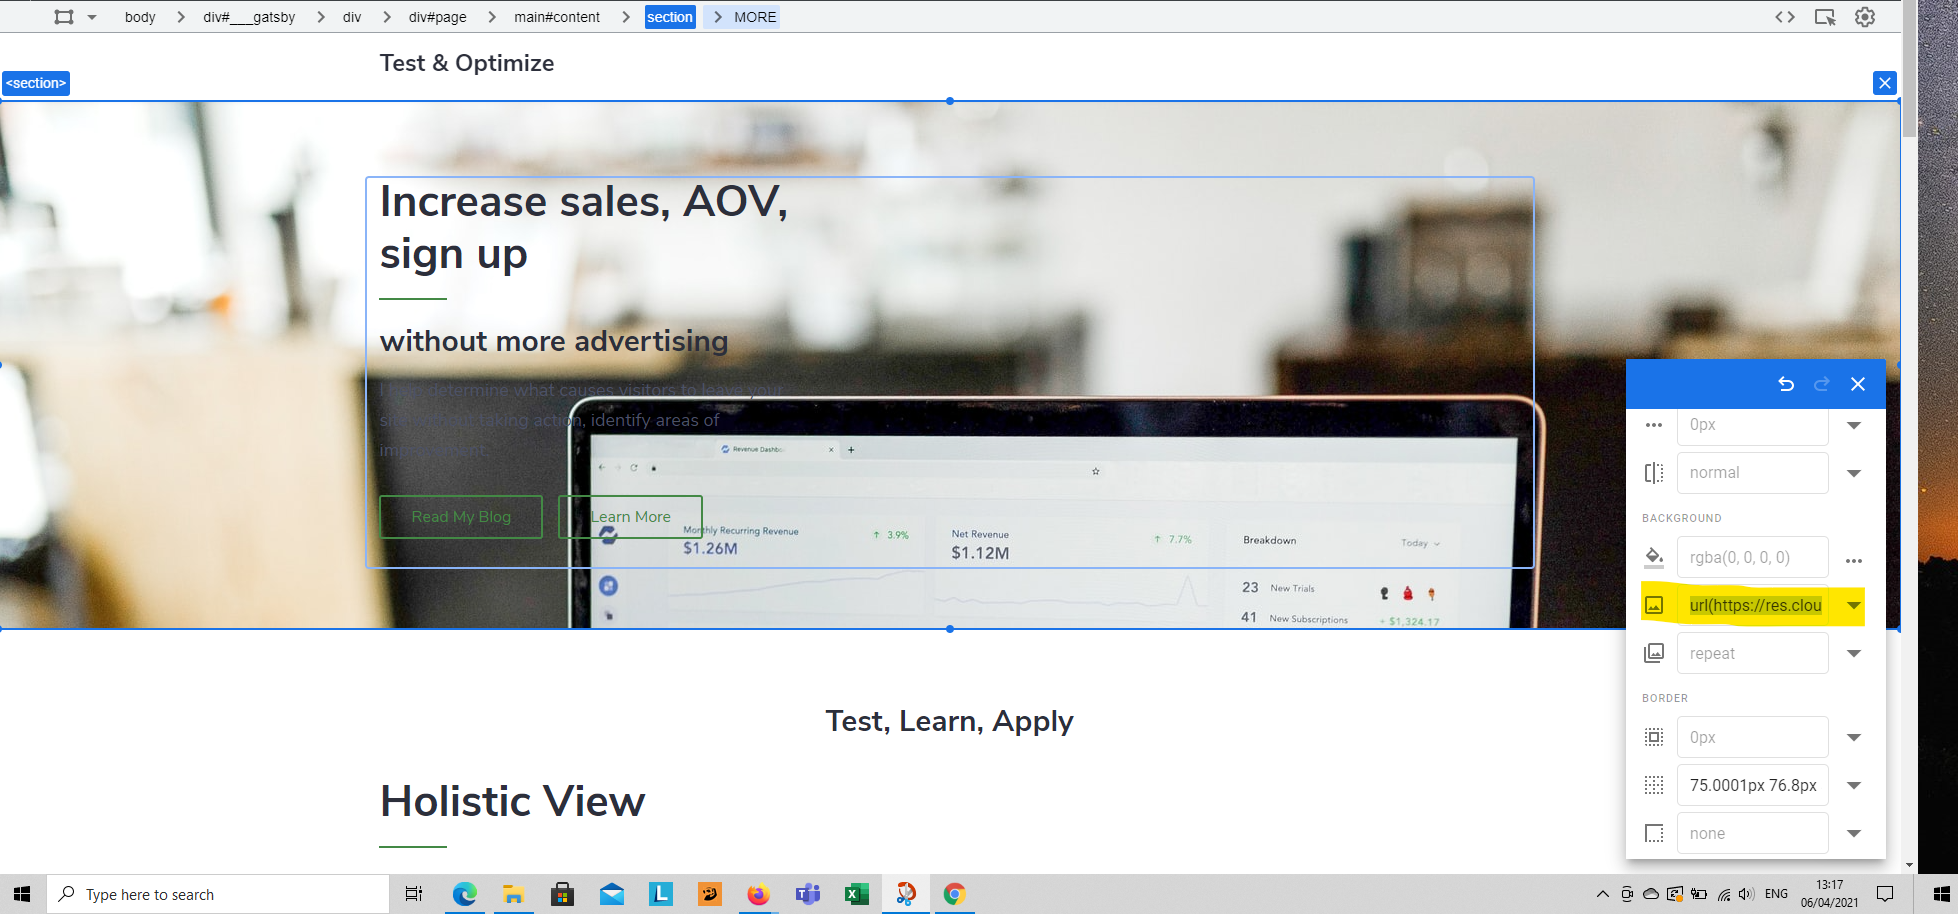 body div#___gatsby div div#page main#content section MORE
Test & Optimize
<section>
Increase sales, AOV,
sign up
without more advertising
determine what causes visitors to leave your
taking action, identify areas of
Read My Blog
Learn More
Revenue
Monthly Recurring Revenue
↑ 3.9%
$1.26M
Net Revenue
↑ 7.7%
$1.12M
Breakdown
Today
23 New Trials
41 New Subscriptions
+ $1,324.17
Test, Learn, Apply
Holistic View
0px
normal
BACKGROUND
rgba(0, 0, 0, 0)
url(https://res.clou
repeat
BORDER
0px
75.0001px 76.8px
none
Type here to search
ENG
13:17
06/04/2021